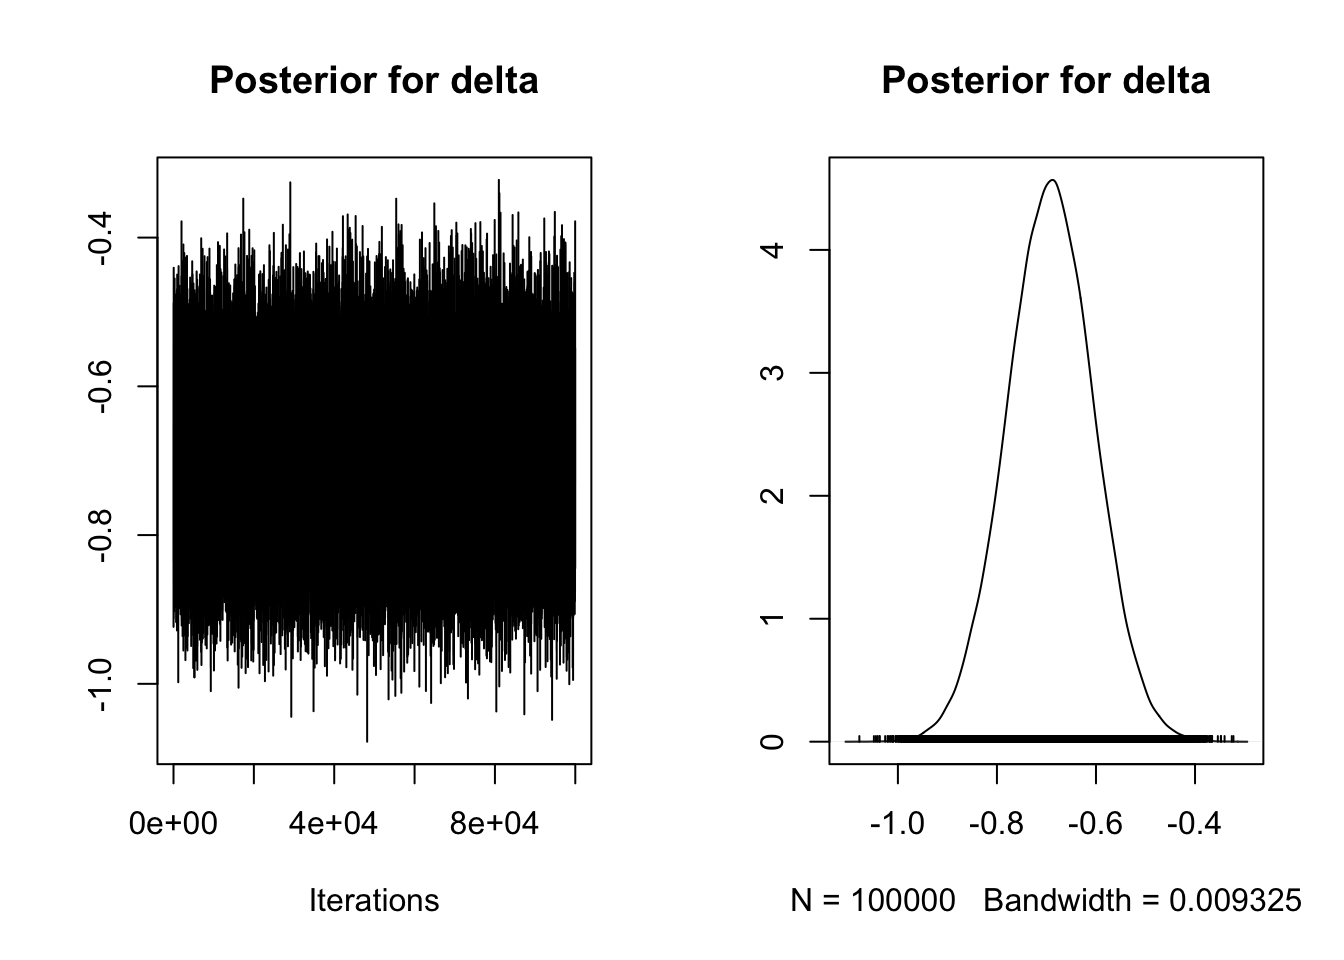 Posterior for delta
-0.4
-0.6
-0.8
-1.0
0e+00 4e+04 8e+04
Iterations
Posterior for delta
4
3
2
1
0
-1.0 -0.8 -0.6 -0.4
N = 100000 Bandwidth = 0.009325